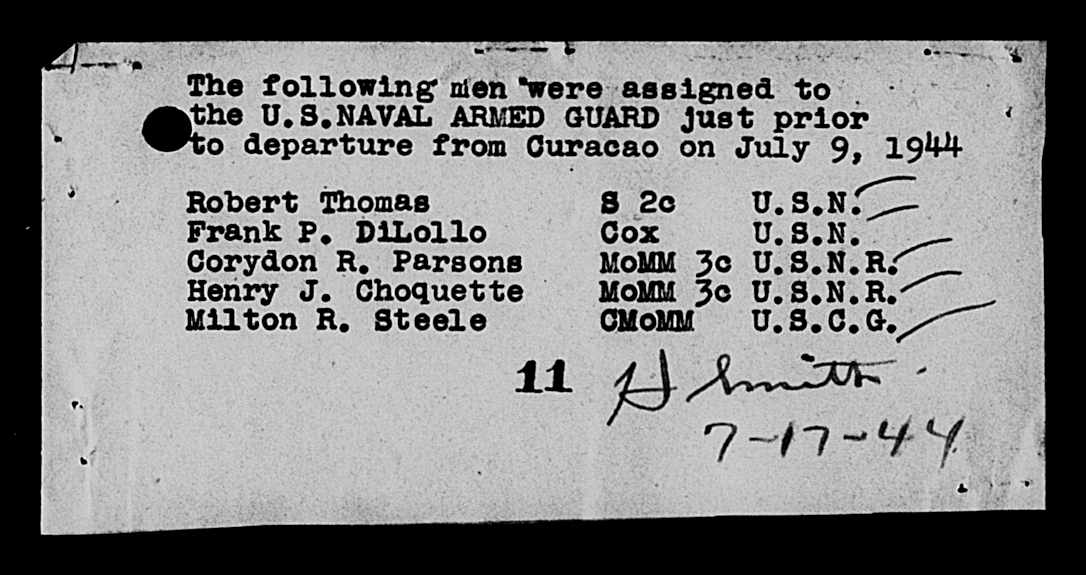 The following men were assigned to
the U.S.NAVAL ARMED GUARD just prior
to departure from Curacao on July 9, 1944
Robert Thomas S 2c U.S.N.
Frank P. DiLollo Cox U.S.N.
Corydon R. Parsons MoMM 3c U.S.N.R.
Henry J. Choquette MoMM 3c U.S.N.R.
Milton R. Steele CMoMM U.S.C.G.
11 H Smith
7-17-44